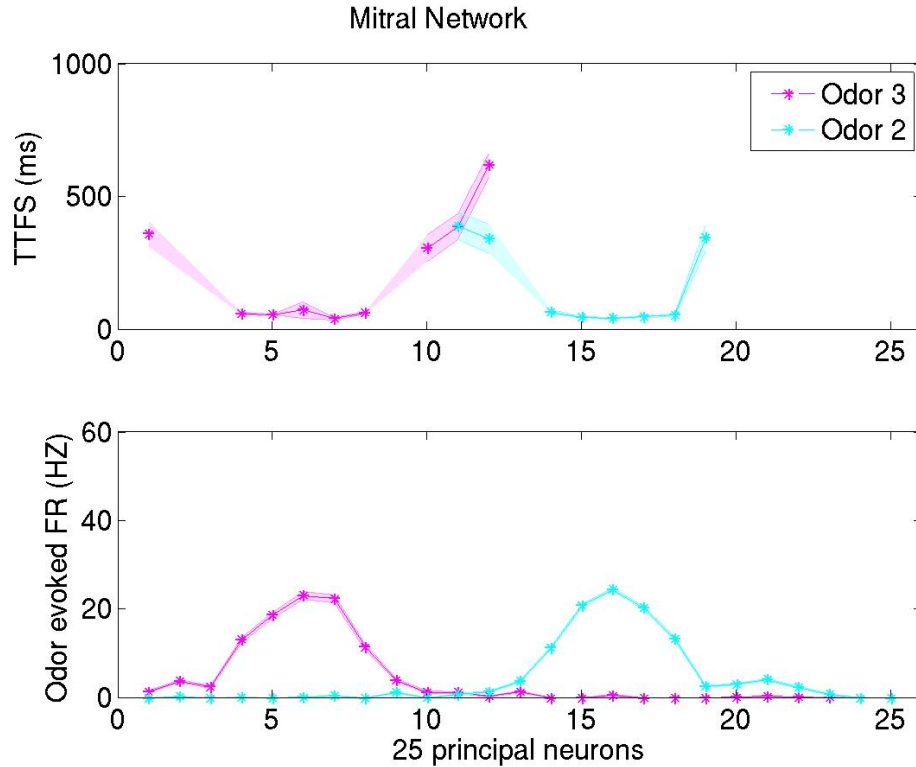 Mitral Network
1000
500
0
TTFS (ms)
Odor 3
Odor 2
0 5 10 15 20 25
60
40
20
0
Odor evoked FR (HZ)
0 5 10 15 20 25
25 principal neurons